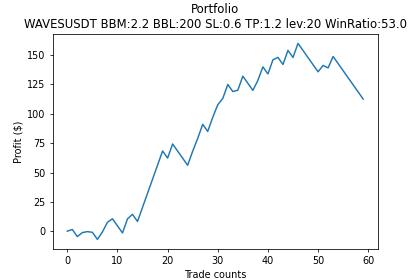 Portfolio
WAVESUSDT BBM:2.2 BBL:200 SL:0.6 TP:1.2 lev:20 WinRatio:53.0
150
125
100
75
50
25
0
Profit ($)
0 10 20 30 40 50 60
Trade counts